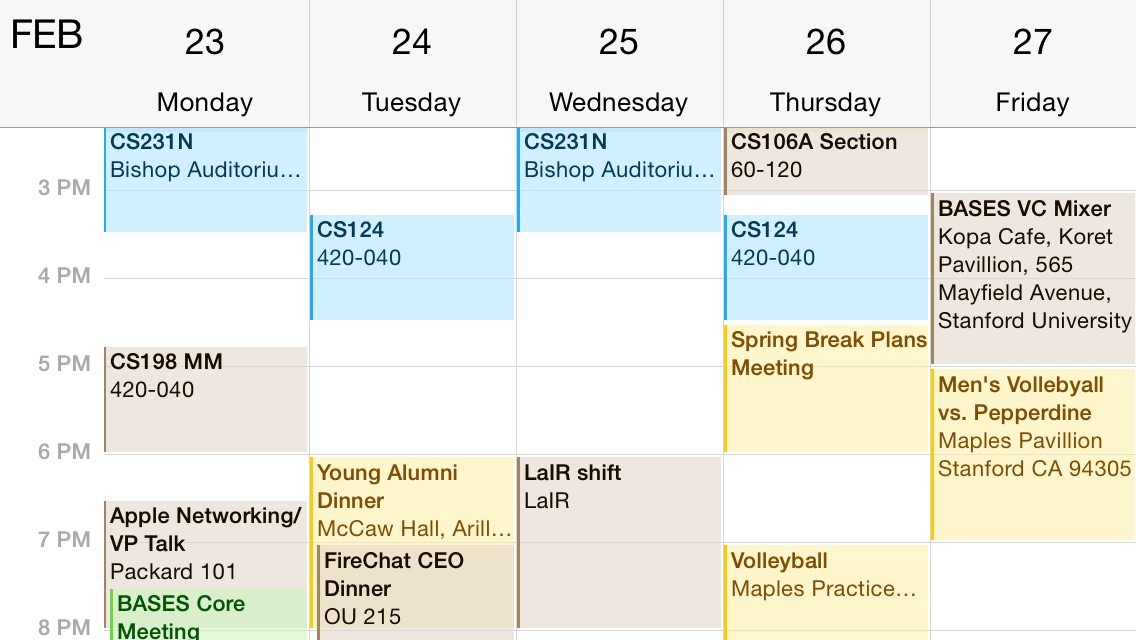 FEB
23
24
25
26
27
Monday
Tuesday
Wednesday
Thursday
Friday
3 PM
4 PM
5 PM
6 PM
7 PM
8 PM
CS231N
Bishop Auditoriu…
CS198 MM
420-040
Apple Networking/
VP Talk
Packard 101
BASES Core
Meeting
CS124
420-040
Young Alumni
Dinner
McCaw Hall, Arill…
FireChat CEO
Dinner
OU 215
CS231N
Bishop Auditoriu…
LaIR shift
LaIR
CS106A Section
60-120
CS124
420-040
Spring Break Plans
Meeting
Volleyball
Maples Practice…
BASES VC Mixer
Kopa Cafe, Koret
Pavillion, 565
Mayfield Avenue,
Stanford University
Men's Vollebyall
vs. Pepperdine
Maples Pavillion
Stanford CA 94305